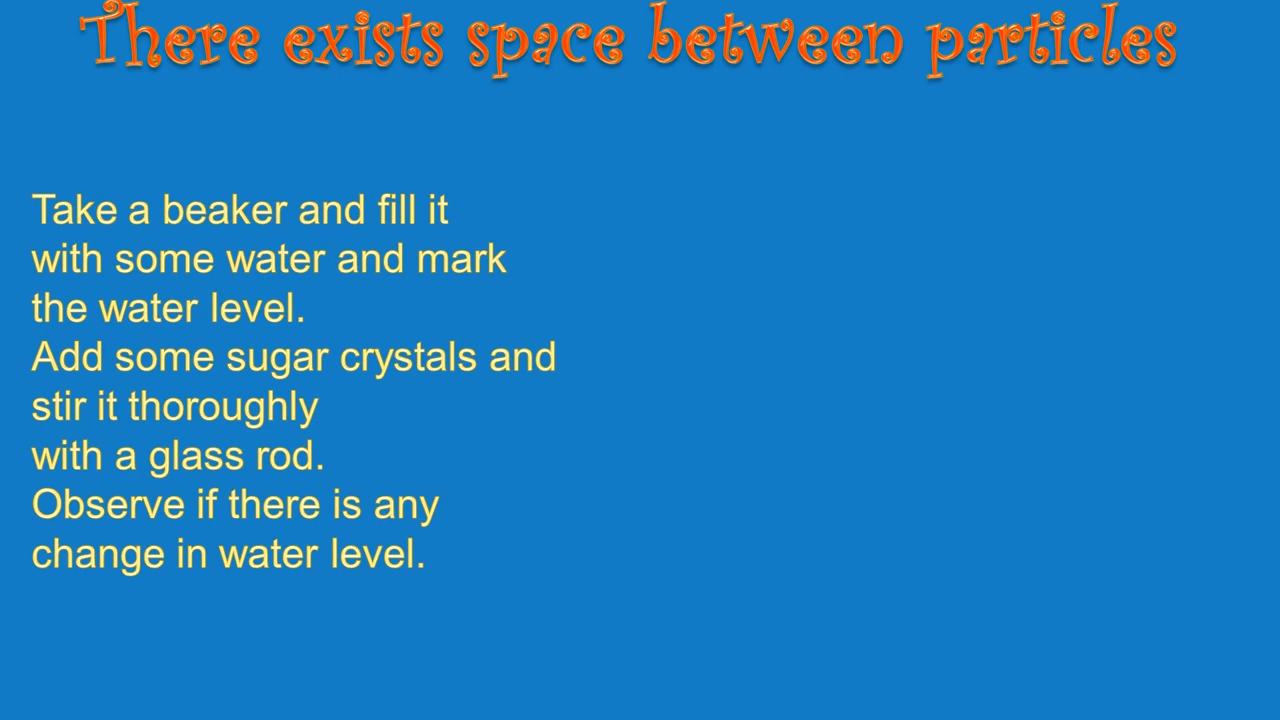 There exists space between particles
Take a beaker and fill it
with some water and mark
the water level.
Add some sugar crystals and
stir it thoroughly
with a glass rod.
Observe if there is any
change in water level.